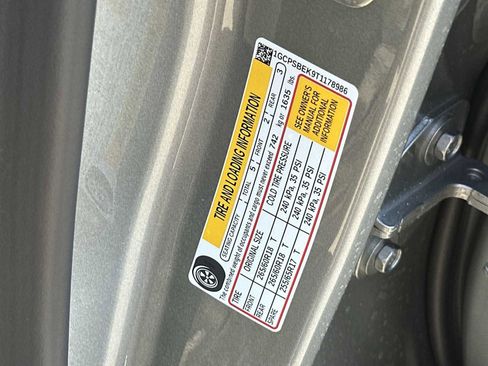 1GCPSBEK9T1178986
TIRE AND LOADING INFORMATION
SEATING CAPACITY TOTAL 5 FRONT 2 REAR 3
The combined weight of occupants and cargo must never exceed 742 kg or 1635 lbs.
TIRE ORIGINAL SIZE COLD TIRE PRESSURE
FRONT 265/60R18 T 240 kPa, 35 PSI
REAR 265/60R18 T 240 kPa, 35 PSI
SPARE 255/65R17 T 240 kPa, 35 PSI
SEE OWNER'S
MANUAL FOR
ADDITIONAL
INFORMATION